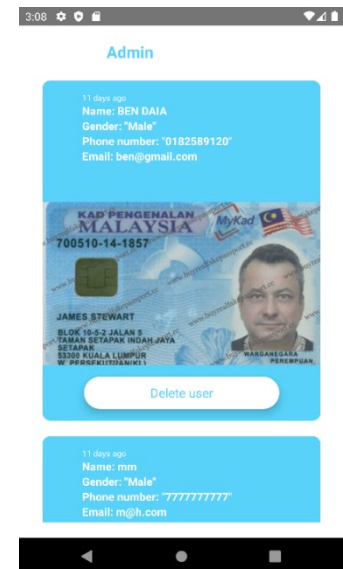 3:08
Admin
11 days ago
Name: BEN DAIA
Gender: "Male"
Phone number: "0182589120"
Email: ben@gmail.com
KAD PENGENALAN
MALAYSIA
MyKad
700510-14-1857
JAMES STEWART
BLOK 10-5-2 JALAN 5
TAMAN SETAPAK INDAH JAYA
SETAPAK
53300 KUALA LUMPUR
W. PERSEKUTUAN(KL)
WARGANEGARA
PEREMPUAN
Delete user
11 days ago
Name: mm
Gender: "Male"
Phone number: "7777777777"
Email: m@h.com